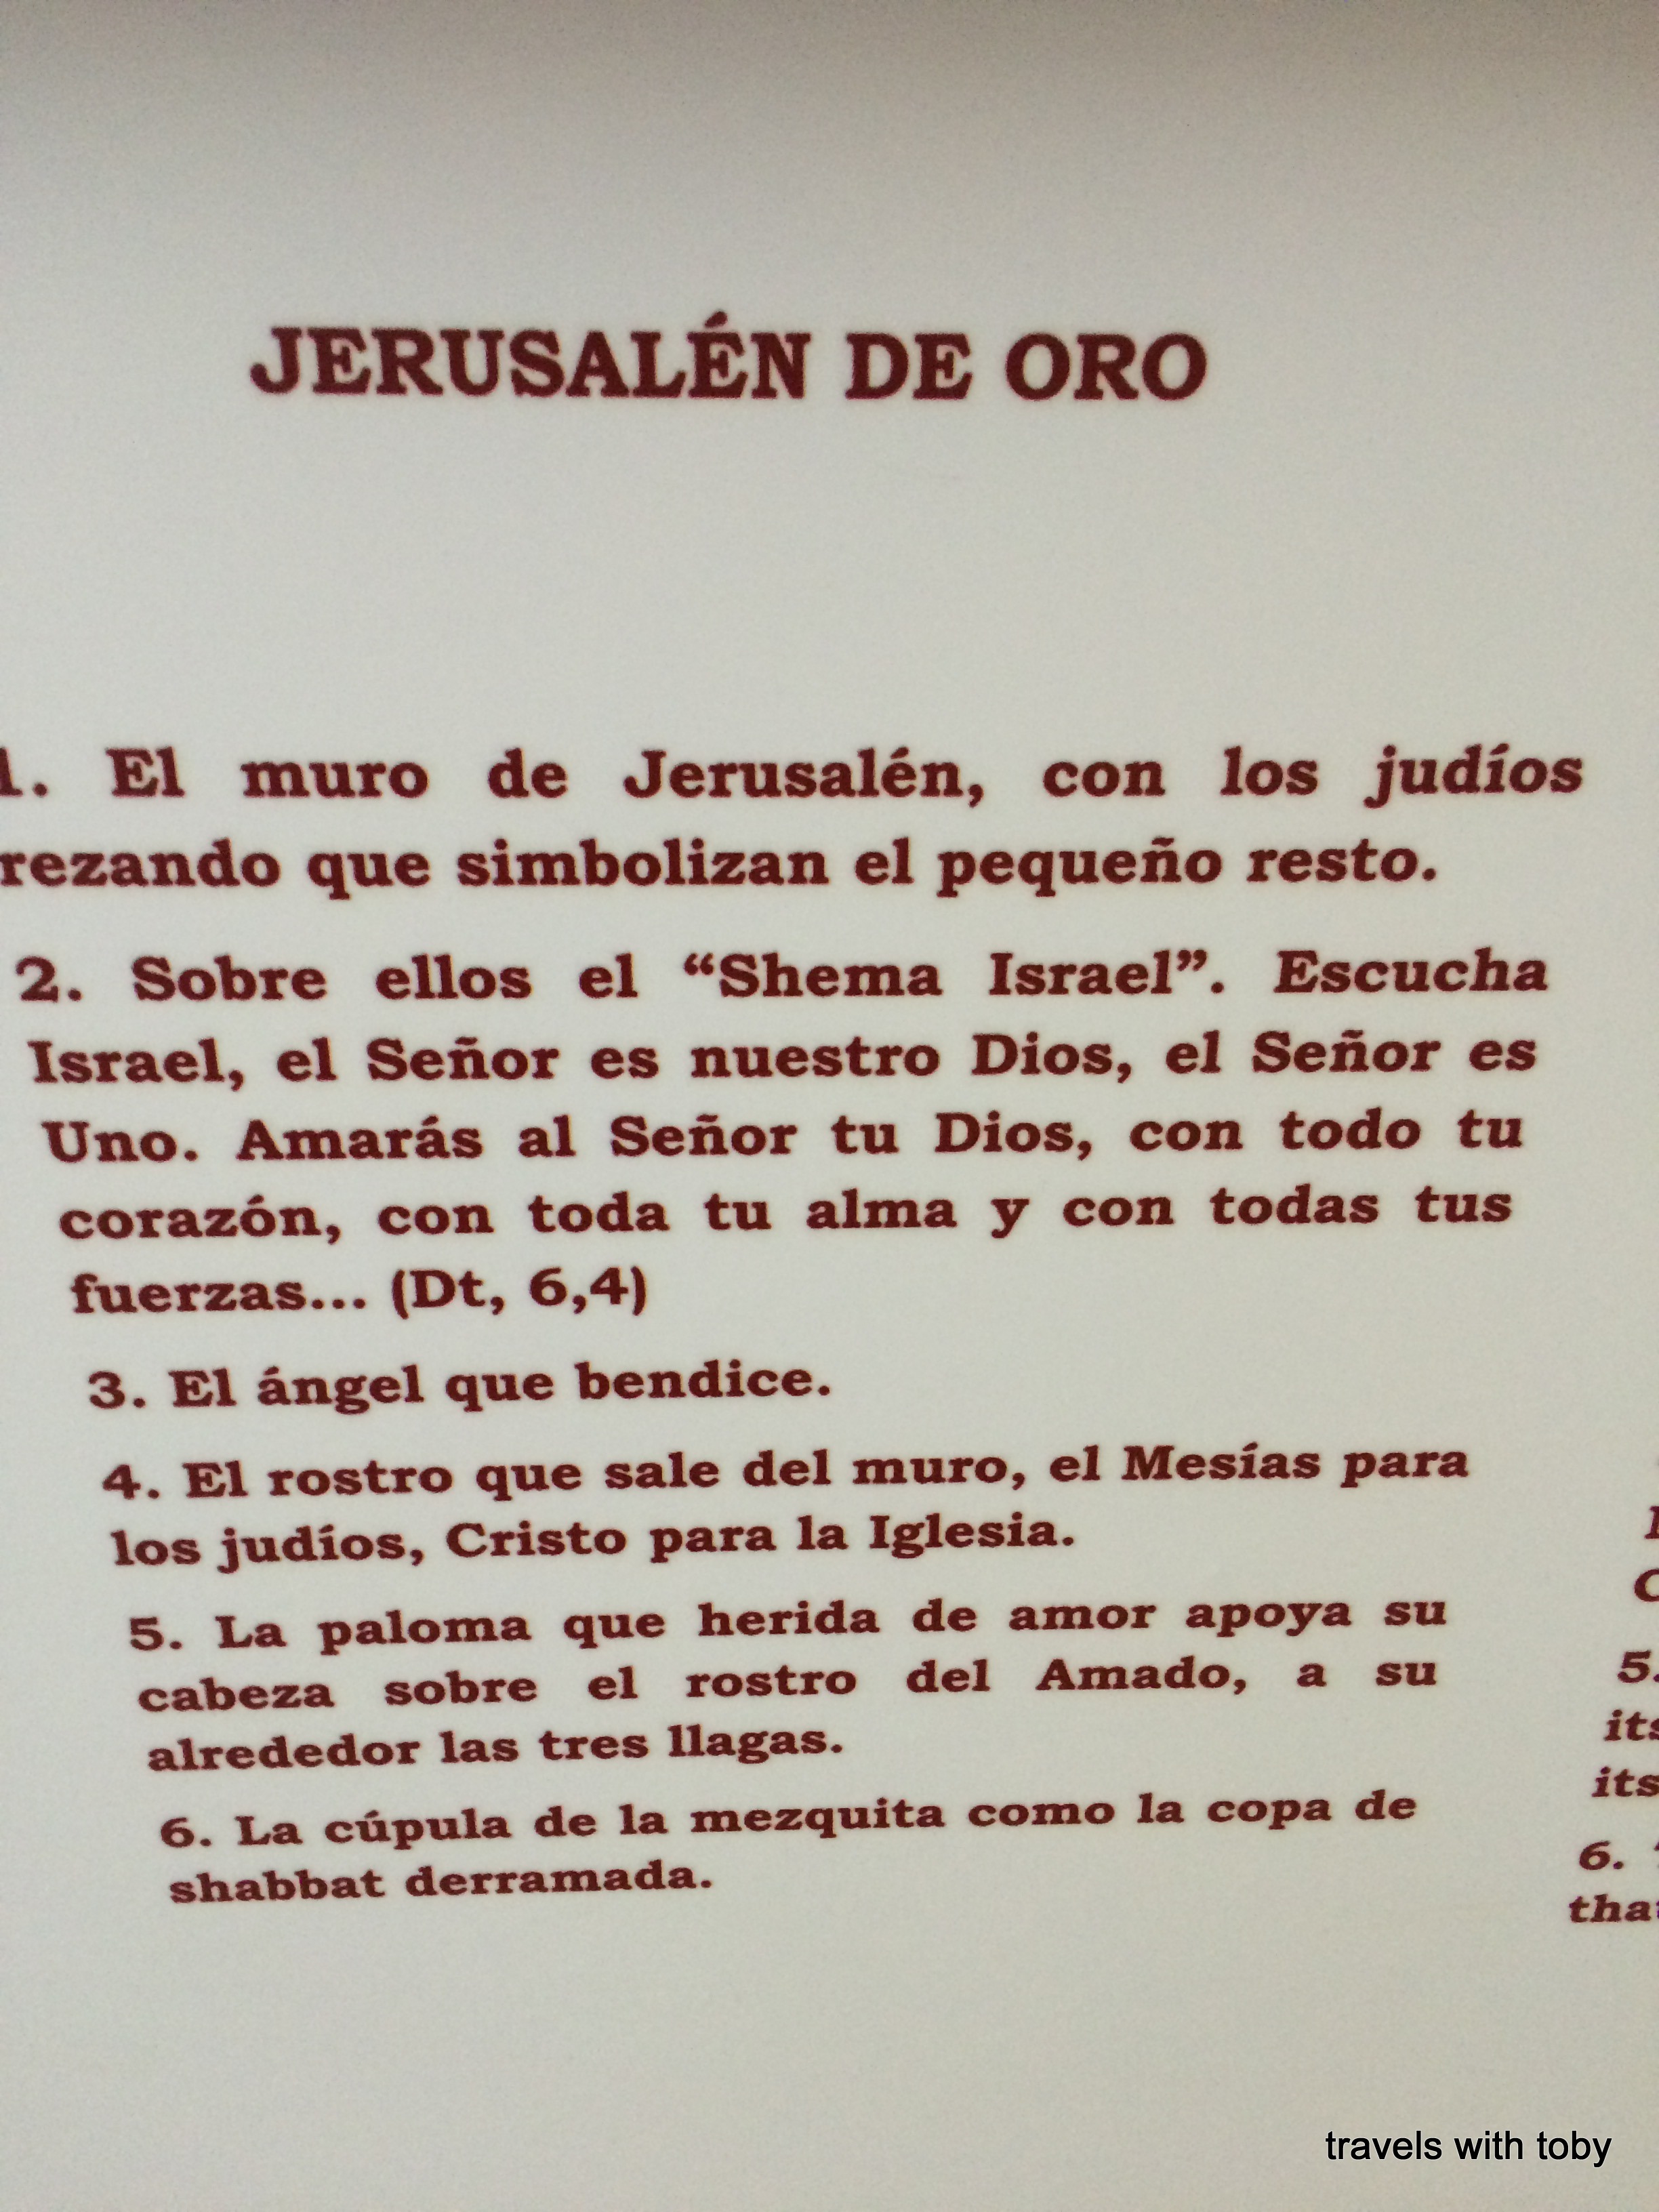 JERUSALÉN DE ORO
1. El muro de Jerusalén, con los judíos
rezando que simbolizan el pequeño resto.
2. Sobre ellos el “Shema Israel”. Escucha
Israel, el Señor es nuestro Dios, el Señor es
Uno. Amarás al Señor tu Dios, con todo tu
corazón, con toda tu alma y con todas tus
fuerzas... (Dt, 6,4)
3. El ángel que bendice.
4. El rostro que sale del muro, el Mesías para
los judíos, Cristo para la Iglesia.
5. La paloma que herida de amor apoya su
cabeza sobre el rostro del Amado, a su
alrededor las tres llagas.
6. La cúpula de la mezquita como la copa de
shabbat derramada.
5.
its
its
6.
travels with toby